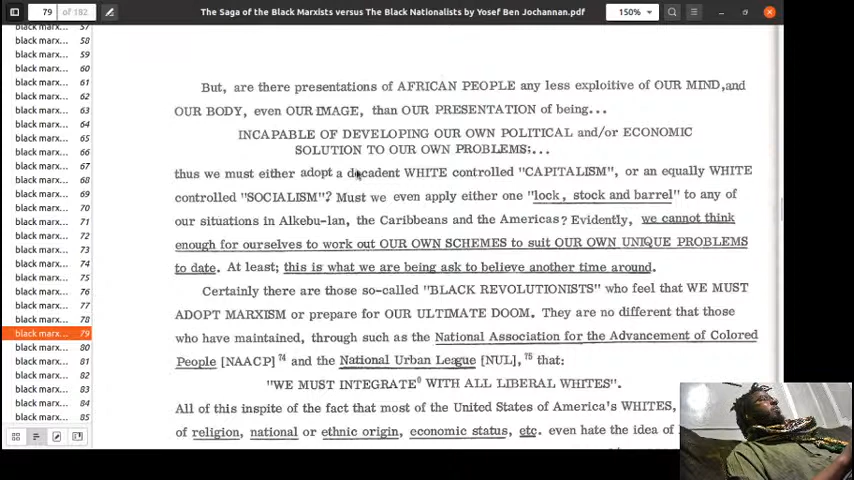 79 of 182
The Saga of the Black Marxists versus The Black Nationalists by Yosef Ben Jochannan.pdf
150%
black marx... 57
black marx... 58
black marx... 59
black marx... 60
black marx... 61
black marx... 62
black marx... 63
black marx... 64
black marx... 65
black marx... 66
black marx... 67
black marx... 68
black marx... 69
black marx... 70
black marx... 71
black marx... 72
black marx... 73
black marx... 74
black marx... 75
black marx... 76
black marx... 77
black marx... 78
black marx... 79
black marx... 80
black marx... 81
black marx... 82
black marx... 83
black marx... 84
black marx... 85
But, are there presentations of AFRICAN PEOPLE any less exploitive of OUR MIND, and
OUR BODY, even OUR IMAGE, than OUR PRESENTATION of being...
INCAPABLE OF DEVELOPING OUR OWN POLITICAL and/or ECONOMIC
SOLUTION TO OUR OWN PROBLEMS;...
thus we must either adopt a decadent WHITE controlled "CAPITALISM", or an equally WHITE
controlled "SOCIALISM"? Must we even apply either one "lock, stock and barrel" to any of
our situations in Alkebu-lan, the Caribbeans and the Americas? Evidently, we cannot think
enough for ourselves to work out OUR OWN SCHEMES to suit OUR OWN UNIQUE PROBLEMS
to date. At least; this is what we are being ask to believe another time around.
Certainly there are those so-called "BLACK REVOLUTIONISTS" who feel that WE MUST
ADOPT MARXISM or prepare for OUR ULTIMATE DOOM. They are no different that those
who have maintained, through such as the National Association for the Advancement of Colored
People [NAACP] 74 and the National Urban League [NUL], 75 that:
"WE MUST INTEGRATE6 WITH ALL LIBERAL WHITES".
All of this inspite of the fact that most of the United States of America's WHITES,
of religion, national or ethnic origin, economic status, etc. even hate the idea of